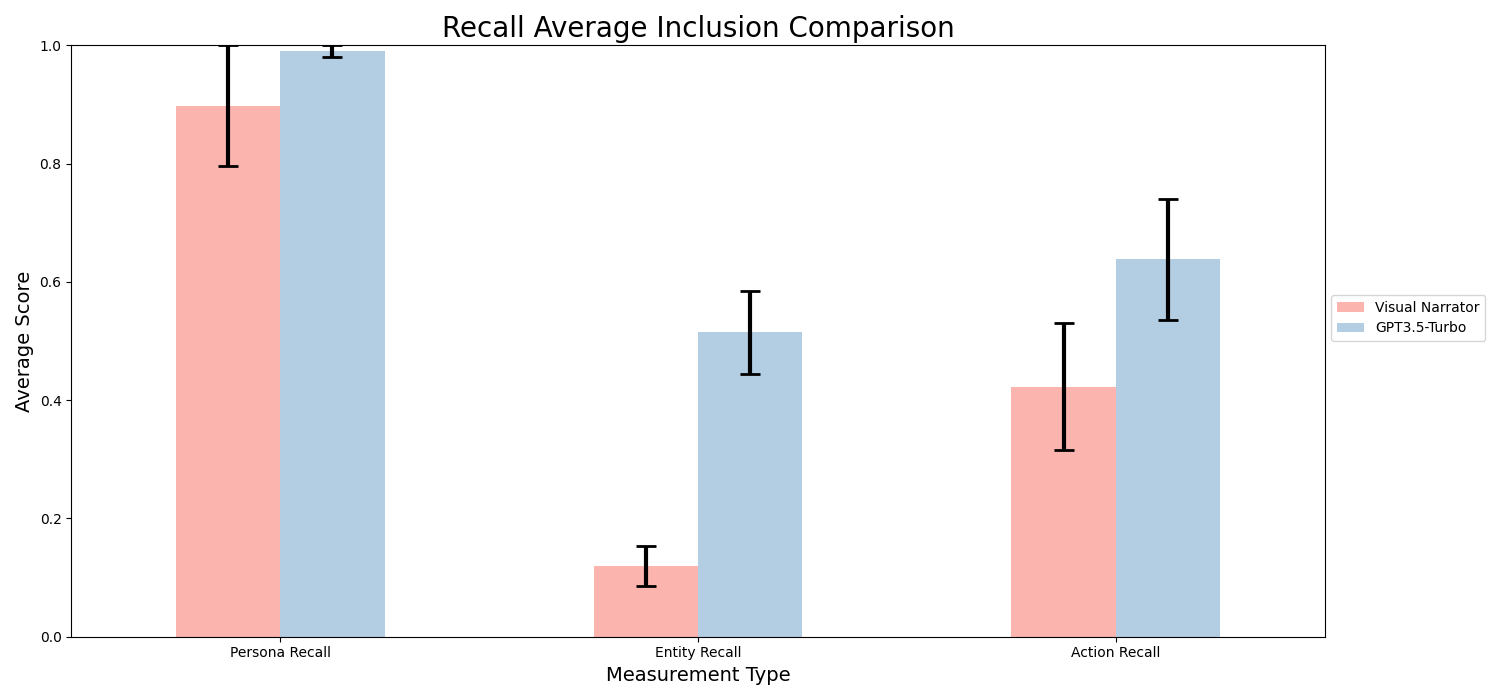 Recall Average Inclusion Comparison
1.0
0.8
0.6
0.4
0.2
0.0
Average Score
Persona Recall
Entity Recall
Action Recall
Measurement Type
Visual Narrator
GPT3.5-Turbo